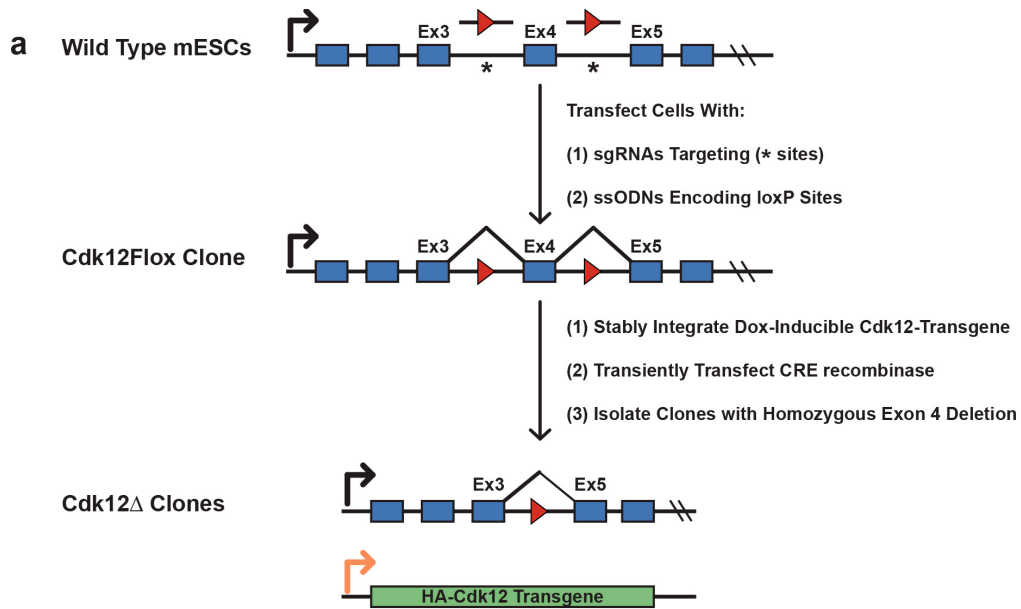 a
Wild Type mESCs
Ex3 Ex4 Ex5
* *
Transfect Cells With:
(1) sgRNAs Targeting (* sites)
(2) ssODNs Encoding loxP Sites
Cdk12Flox Clone
Ex3 Ex4 Ex5
(1) Stably Integrate Dox-Inducible Cdk12-Transgene
(2) Transiently Transfect CRE recombinase
(3) Isolate Clones with Homozygous Exon 4 Deletion
Cdk12Δ Clones
Ex3 Ex5
HA-Cdk12 Transgene